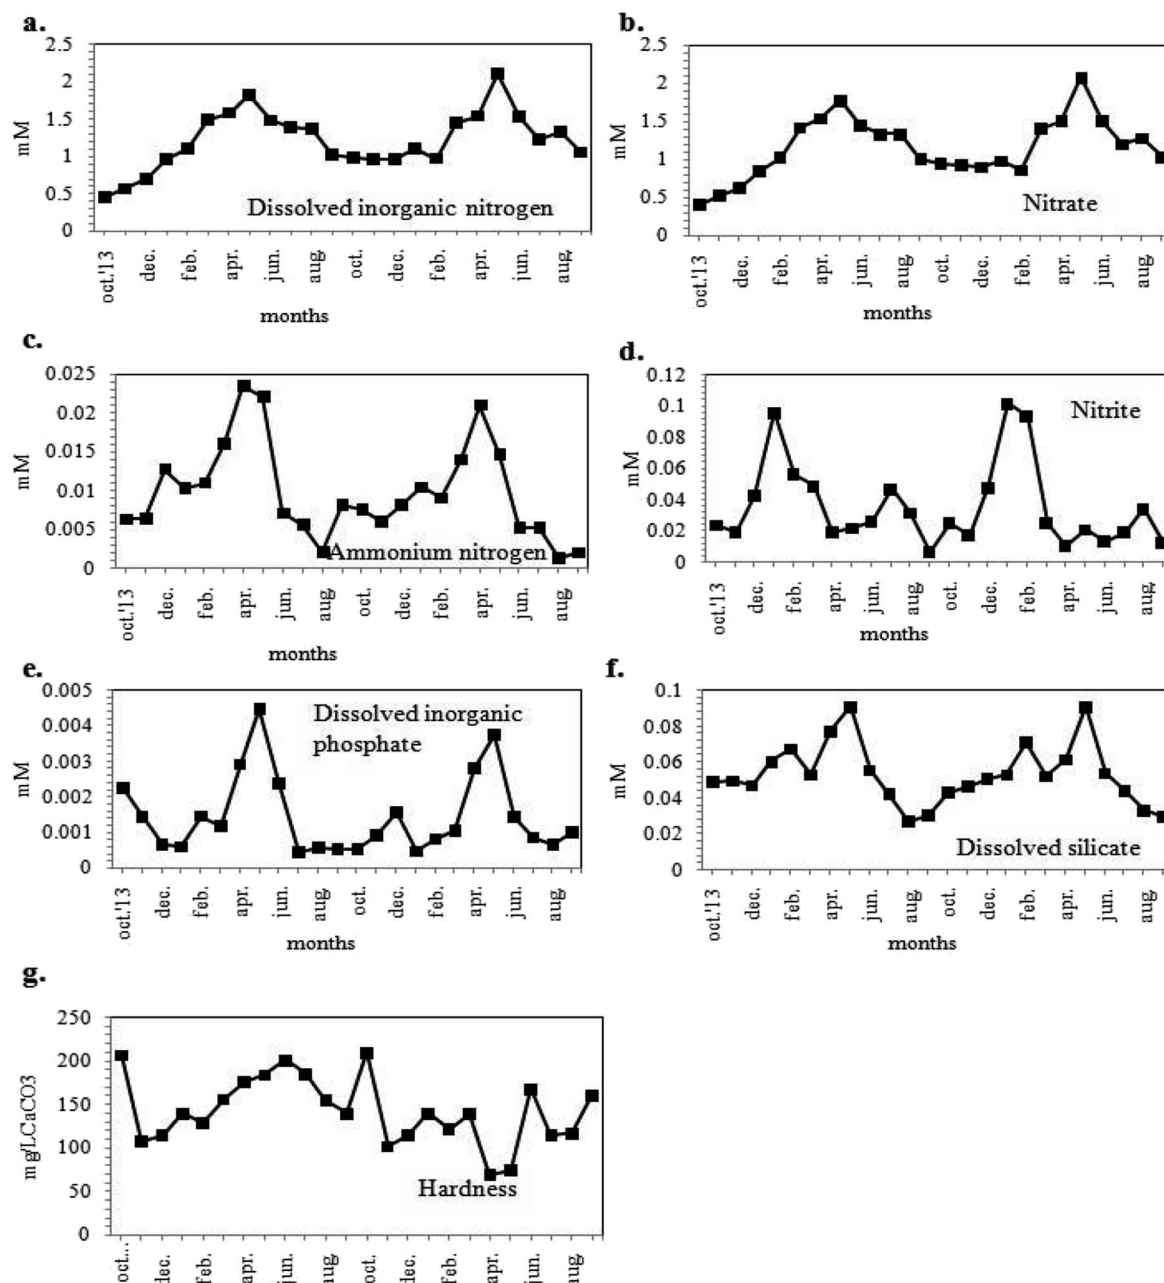 a.
2.5
2
1.5
1
0.5
0
mM
Dissolved inorganic nitrogen
oct.'13 dec. feb. apr. jun. aug. oct. dec. feb. apr. jun. aug.
months
b.
2.5
2
1.5
1
0.5
0
mM
Nitrate
oct.'13 dec. feb. apr. jun. aug. oct. dec. feb. apr. jun. aug.
months
c.
0.025
0.02
0.015
0.01
0.005
0
mM
Ammonium nitrogen
oct.'13 dec. feb. apr. jun. aug. oct. dec. feb. apr. jun. aug.
months
d.
0.12
0.1
0.08
0.06
0.04
0.02
0
mM
Nitrite
oct.'13 dec. feb. apr. jun. aug. oct. dec. feb. apr. jun. aug.
months
e.
0.005
0.004
0.003
0.002
0.001
0
mM
Dissolved inorganic
phosphate
oct.'13 dec. feb. apr. jun. aug. oct. dec. feb. apr. jun. aug.
months
f.
0.1
0.08
0.06
0.04
0.02
0
mM
Dissolved silicate
oct.'13 dec. feb. apr. jun. aug. oct. dec. feb. apr. jun. aug.
months
g.
250
200
150
100
50
0
mg/LCaCO3
Hardness
oct... dec. feb. apr. jun. aug. oct. dec. feb. apr. jun. aug.